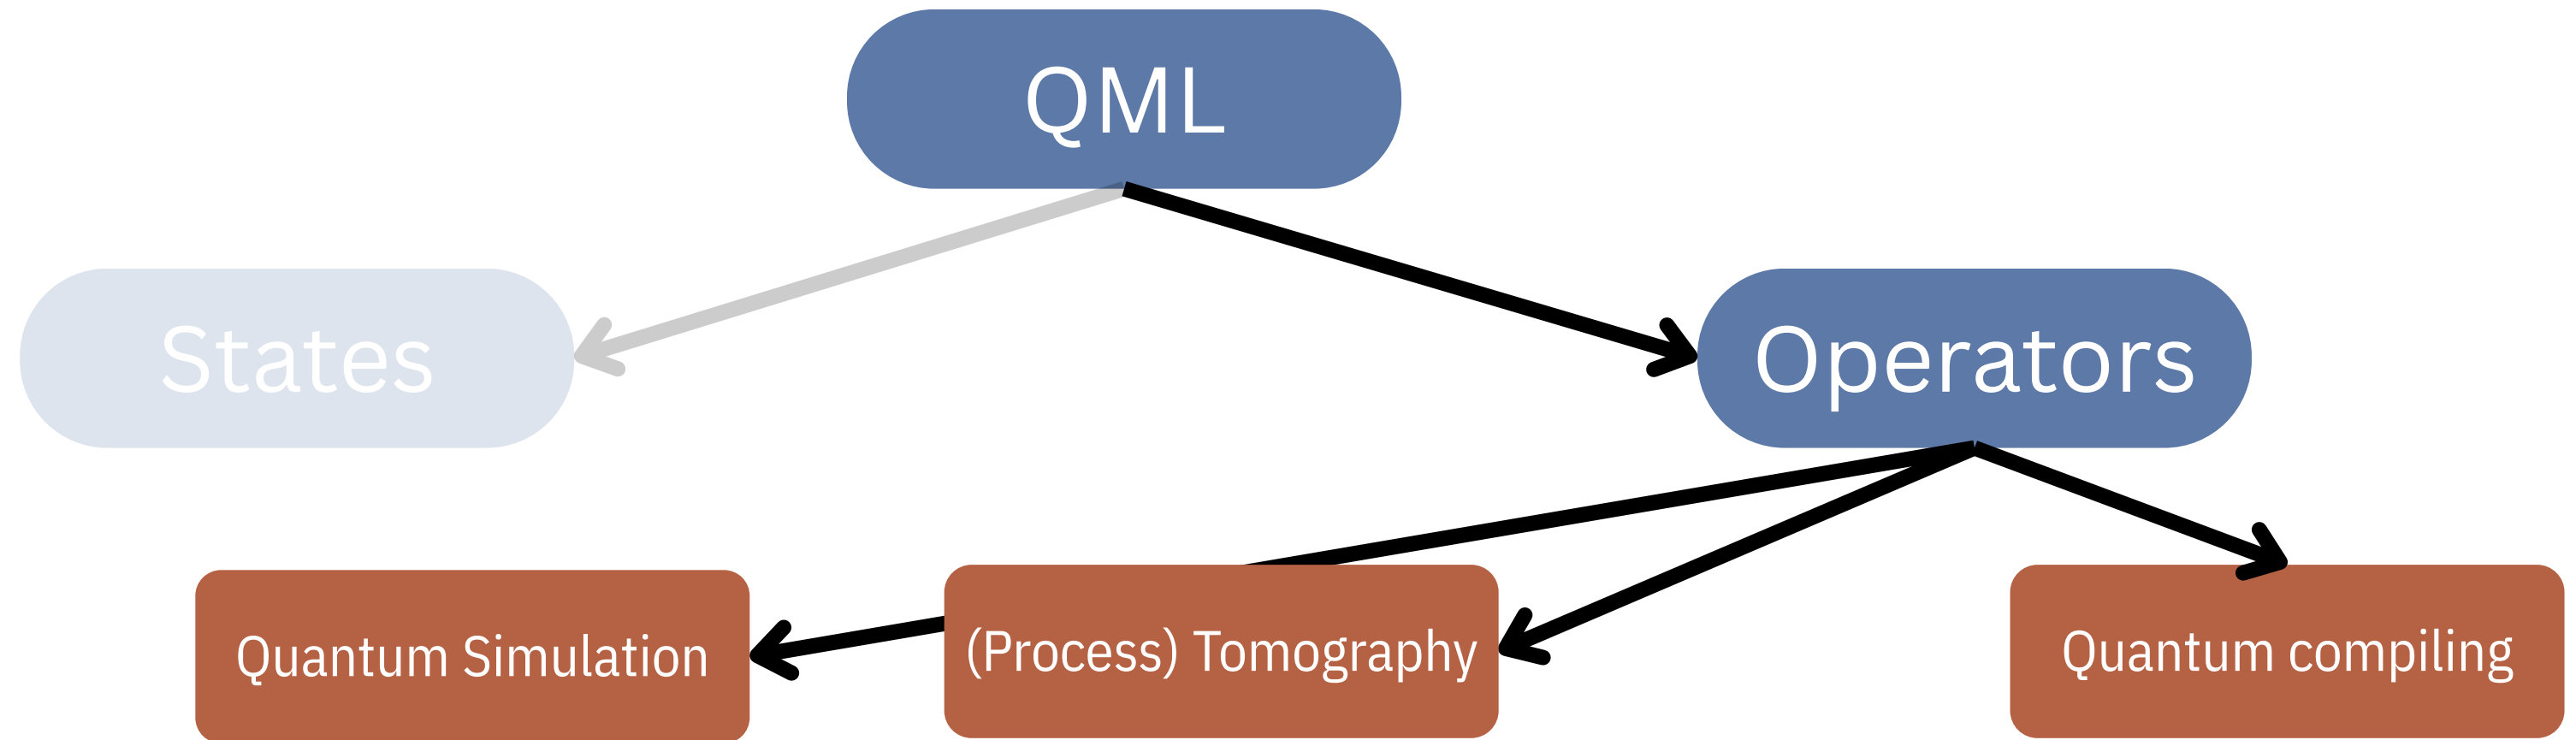 QML
States
Operators
Quantum Simulation
(Process) Tomography
Quantum compiling